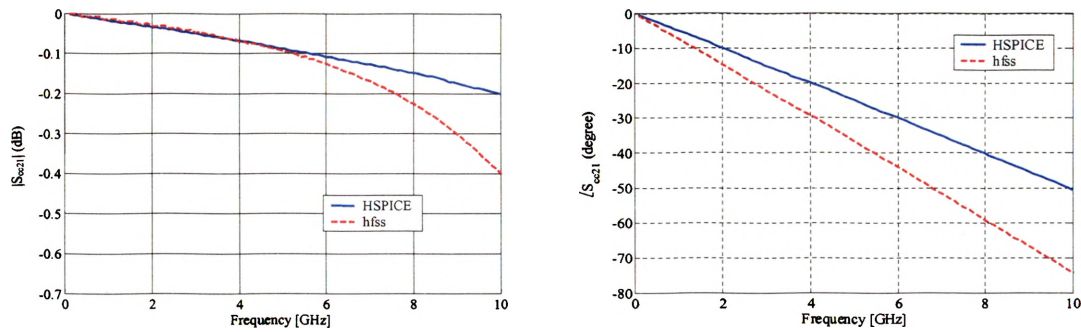 0
-0.1
-0.2
-0.3
-0.4
-0.5
-0.6
-0.7
|Scc21| (dB)
HSPICE
hfss
0 2 4 6 8 10
Frequency [GHz]
0
-10
-20
-30
-40
-50
-60
-70
-80
∠Scc21 (degree)
HSPICE
hfss
0 2 4 6 8 10
Frequency [GHz]